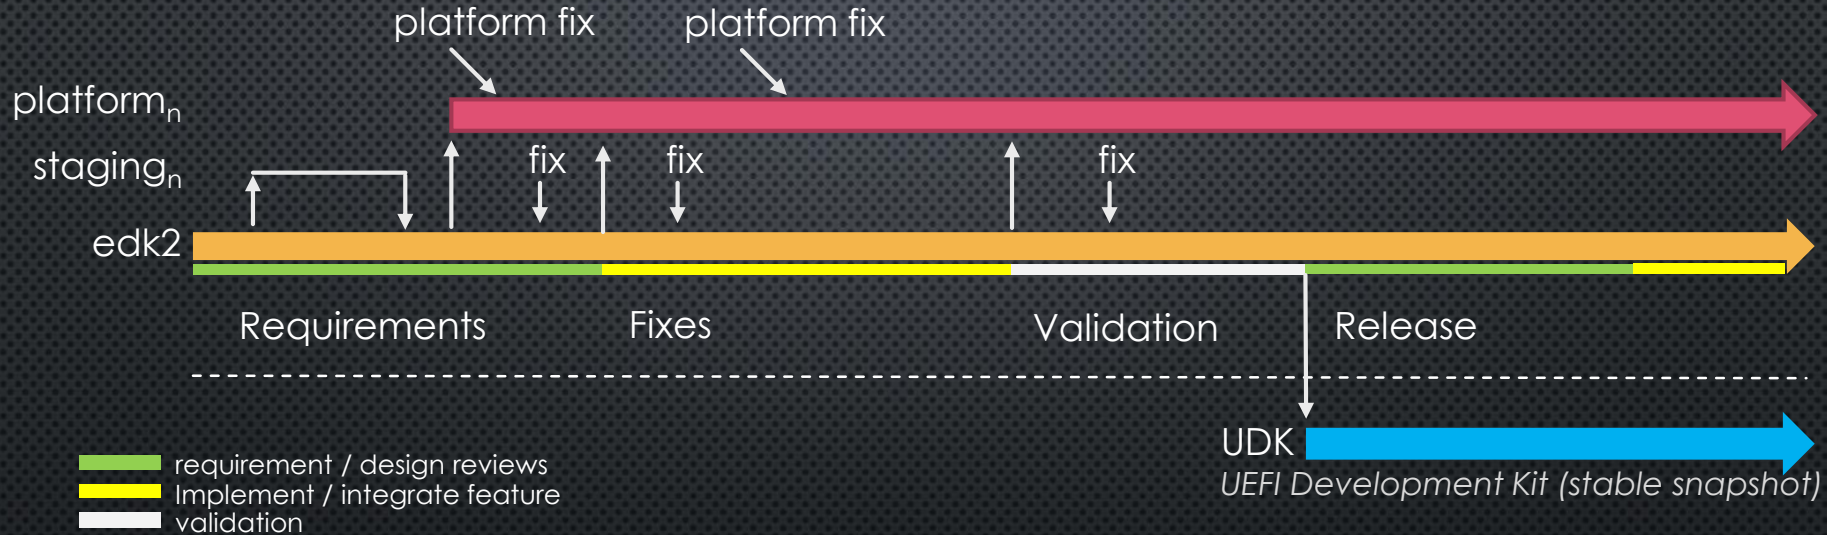 platform fix platform fix
platformn
stagingn
fix fix fix
edk2
Requirements Fixes Validation Release
UDK
UEFI Development Kit (stable snapshot)
requirement / design reviews
Implement / integrate feature
validation